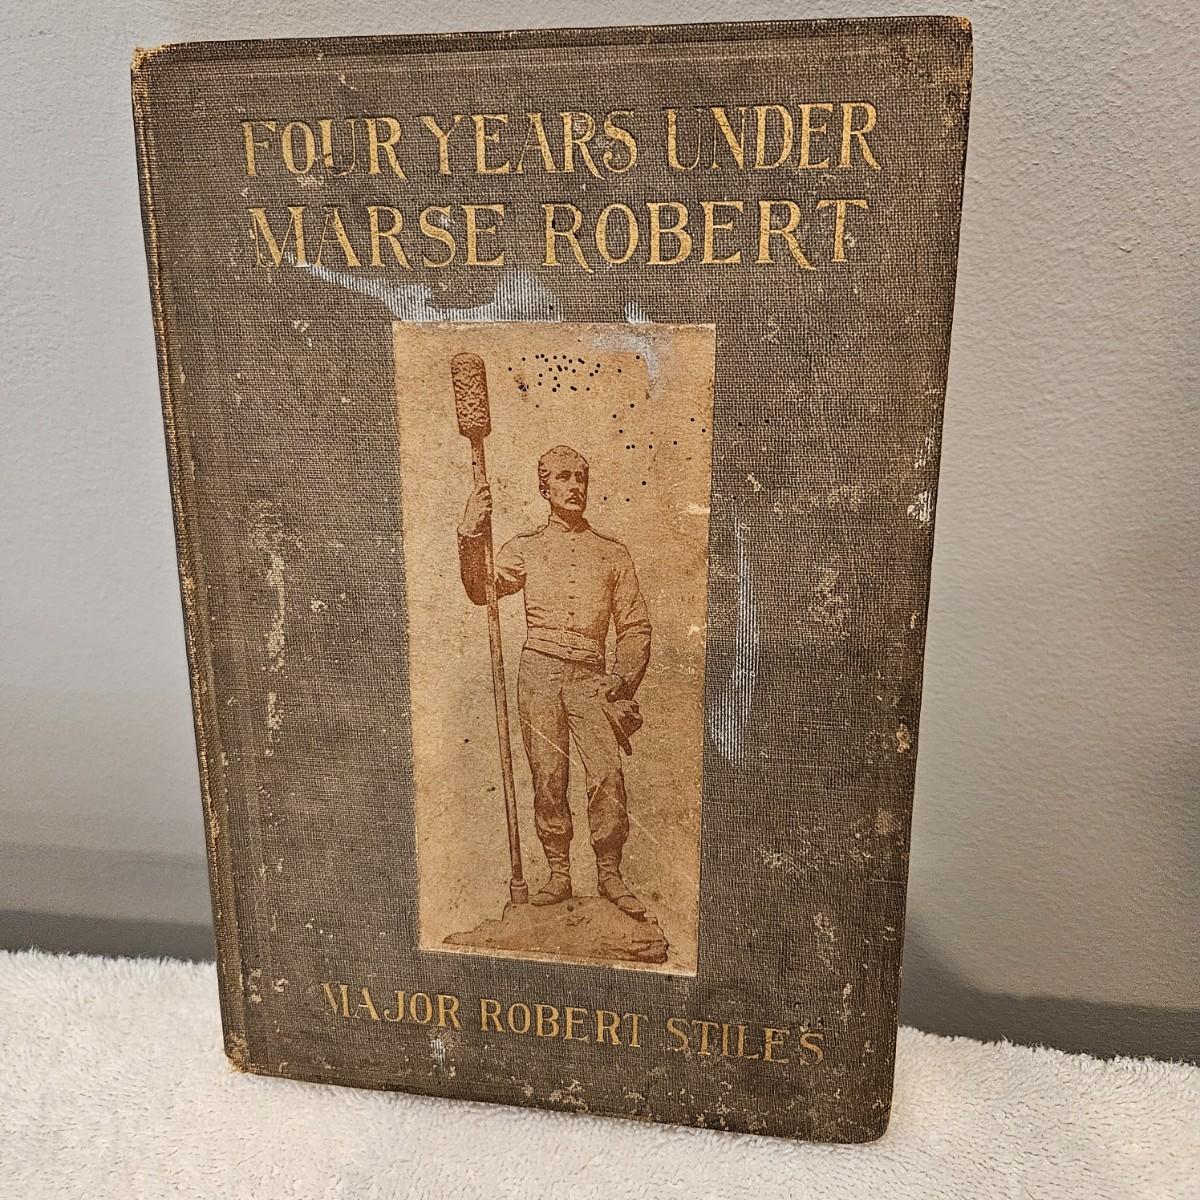 FOUR YEARS UNDER
MARSE ROBERT
MAJOR ROBERT STILES